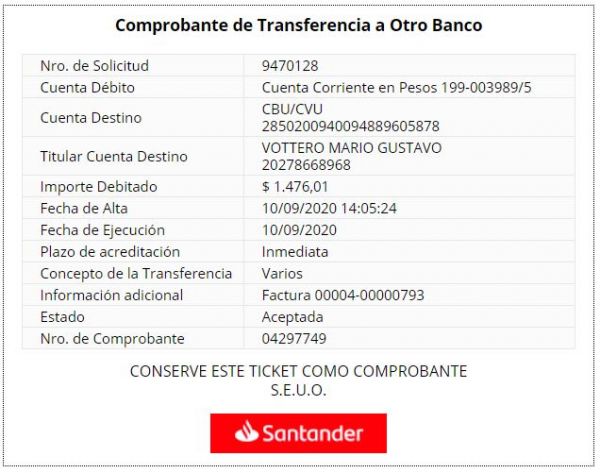 Comprobante de Transferencia a Otro Banco
Nro. de Solicitud 9470128
Cuenta Débito Cuenta Corriente en Pesos 199-003989/5
Cuenta Destino CBU/CVU
2850200940094889605878
Titular Cuenta Destino VOTTERO MARIO GUSTAVO
20278668968
Importe Debitado $ 1.476,01
Fecha de Alta 10/09/2020 14:05:24
Fecha de Ejecución 10/09/2020
Plazo de acreditación Inmediata
Concepto de la Transferencia Varios
Información adicional Factura 00004-00000793
Estado Aceptada
Nro. de Comprobante 04297749
CONSERVE ESTE TICKET COMO COMPROBANTE
S.E.U.O.
Santander